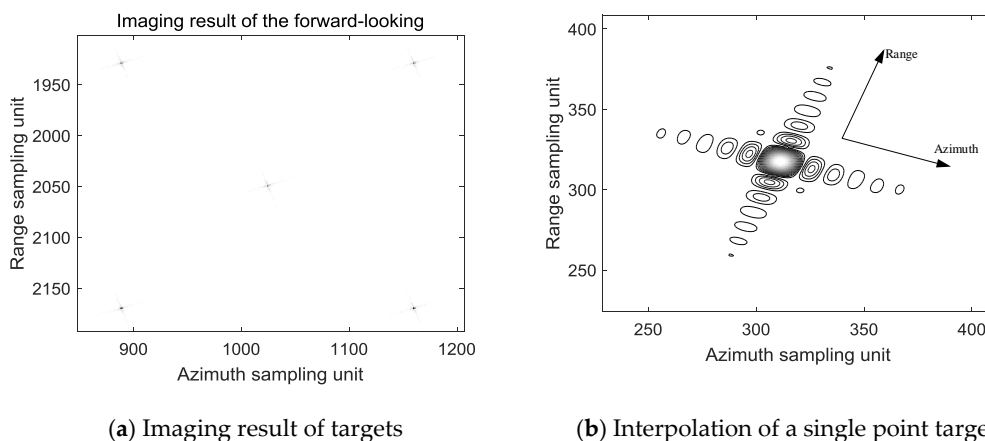 Imaging result of the forward-looking
Range sampling unit
1950
2000
2050
2100
2150
900
1000
1100
1200
Azimuth sampling unit
(a) Imaging result of targets
Range sampling unit
400
350
300
250
Range
Azimuth
250
300
350
400
Azimuth sampling unit
(b) Interpolation of a single point targe